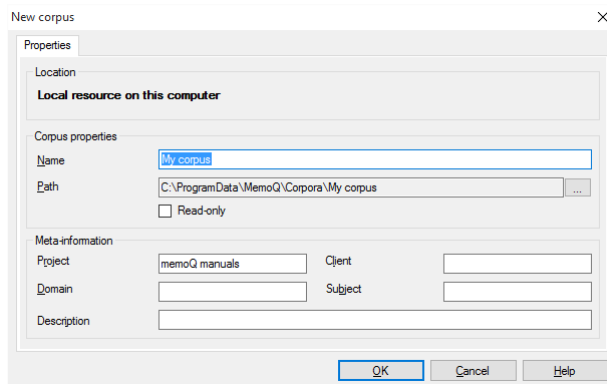 New corpus
Properties
Location
Local resource on this computer
Corpus properties
Name My corpus
Path C:\ProgramData\MemoQ\Corpora\My corpus ...
Read-only
Meta-information
Project memoQ manuals Client
Domain Subject
Description
OK Cancel Help